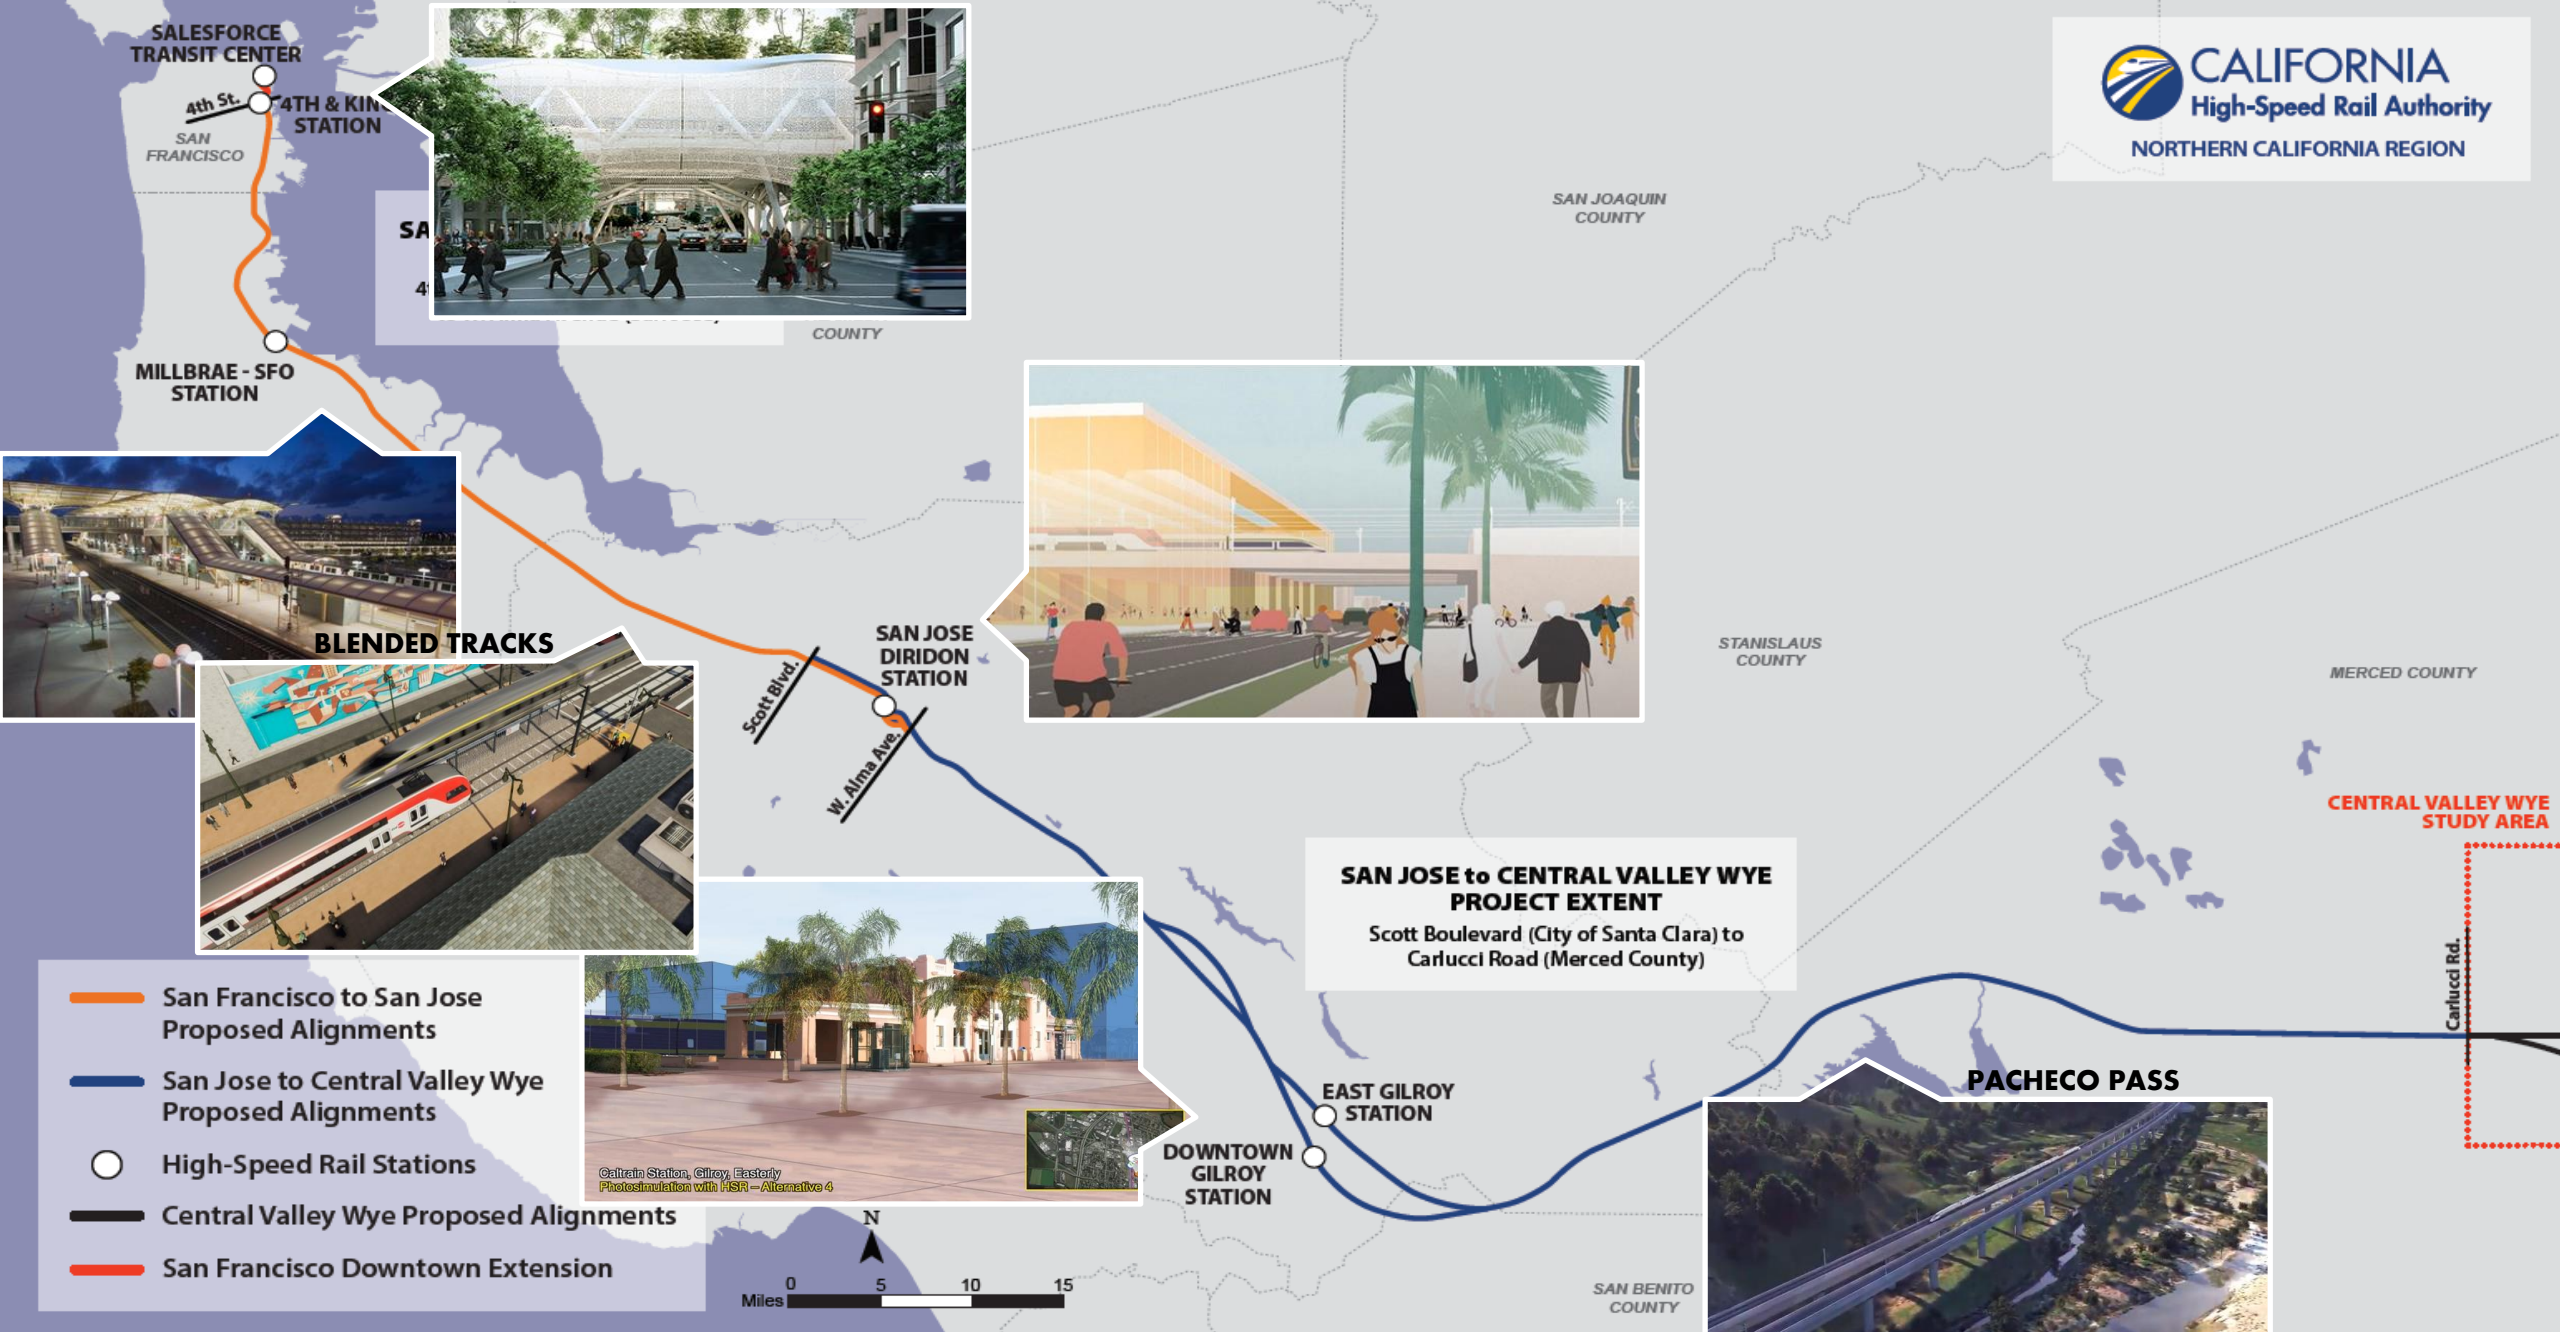 SALESFORCE
TRANSIT CENTER
4th St.
4TH & KING
STATION
SAN
FRANCISCO
SA
MILLBRAE - SFO
STATION
COUNTY
CALIFORNIA
High-Speed Rail Authority
NORTHERN CALIFORNIA REGION
SAN JOAQUIN
COUNTY
BLENDED TRACKS
Scott Blvd.
SAN JOSE
DIRIDON
STATION
W. Alma Ave.
STANISLAUS
COUNTY
MERCED COUNTY
CENTRAL VALLEY WYE
STUDY AREA
SAN JOSE to CENTRAL VALLEY WYE
PROJECT EXTENT
Scott Boulevard (City of Santa Clara) to
Carlucci Road (Merced County)
Carlucci Rd.
EAST GILROY
STATION
DOWNTOWN
GILROY
STATION
PACHECO PASS
Caltrain Station, Gilroy, Easterly
Photosimulation with HSR – Alternative 4
San Francisco to San Jose
Proposed Alignments
San Jose to Central Valley Wye
Proposed Alignments
High-Speed Rail Stations
Central Valley Wye Proposed Alignments
San Francisco Downtown Extension
N
0 5 10 15
Miles
SAN BENITO
COUNTY